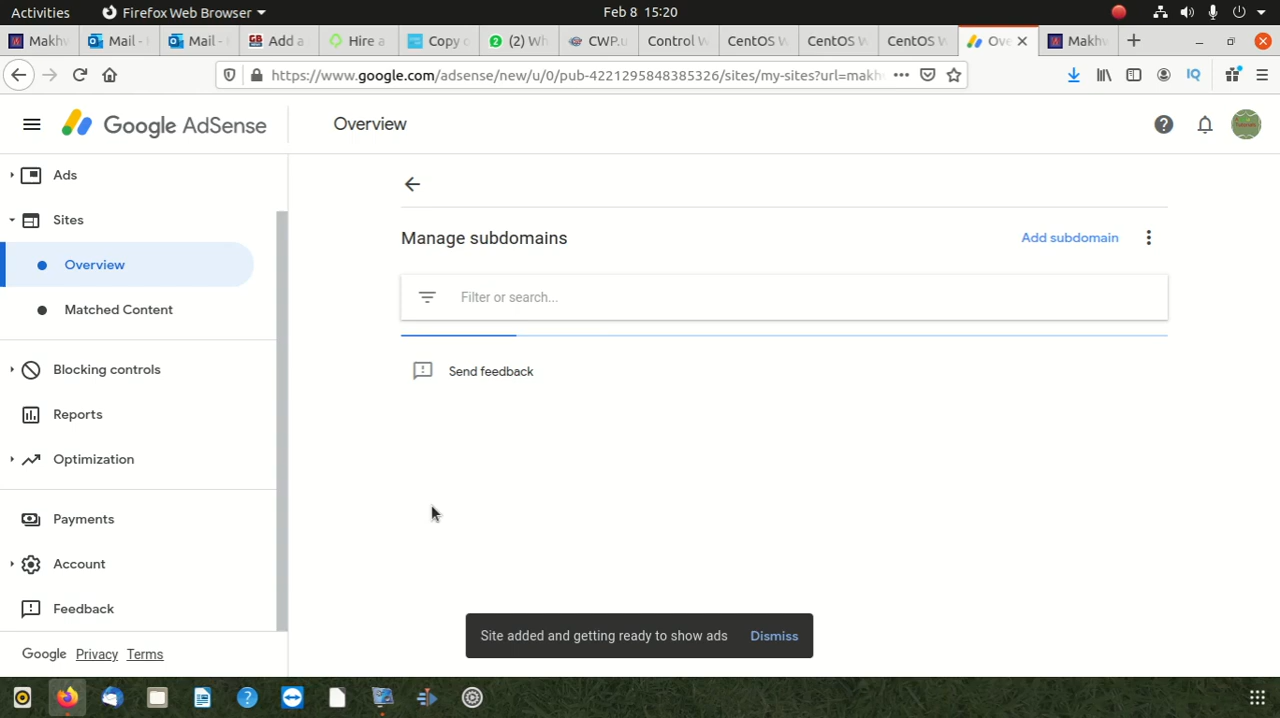 Activities Firefox Web Browser Feb 8 15:20
Makhw Mail - Mail - Add a Hire a Copy o (2) Wh CWP.u Control W CentOS W CentOS W CentOS W Ove Makhw
https://www.google.com/adsense/new/u/0/pub-4221295848385326/sites/my-sites?url=makh
Google AdSense
Overview
Ads
Sites
Overview
Matched Content
Blocking controls
Reports
Optimization
Payments
Account
Feedback
Google Privacy Terms
Manage subdomains
Add subdomain
Filter or search...
Send feedback
Site added and getting ready to show ads Dismiss